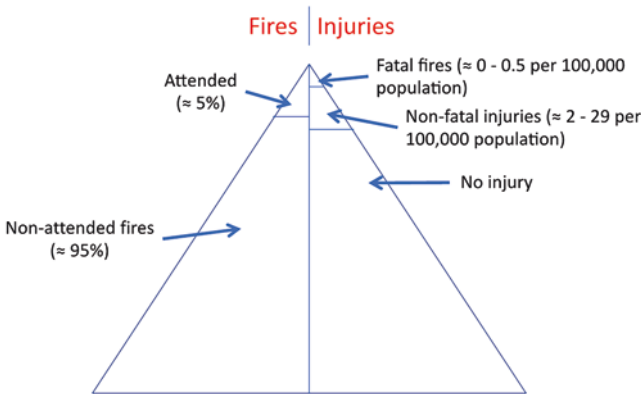 Fires Injuries
Attended
(≈ 5%)
Fatal fires (≈ 0 - 0.5 per 100,000
population)
Non-fatal injuries (≈ 2 - 29 per
100,000 population)
No injury
Non-attended fires
(≈ 95%)